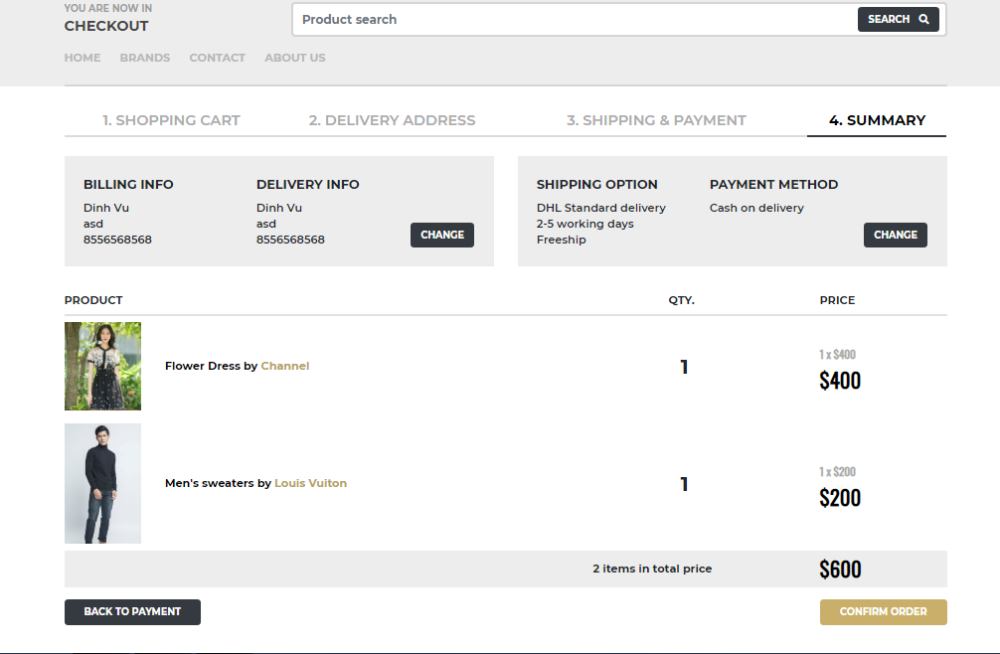 YOU ARE NOW IN
CHECKOUT
Product search
SEARCH
HOME BRANDS CONTACT ABOUT US
1. SHOPPING CART 2. DELIVERY ADDRESS 3. SHIPPING & PAYMENT 4. SUMMARY
BILLING INFO
Dinh Vu
asd
8556568568
DELIVERY INFO
Dinh Vu
asd
8556568568
CHANGE
SHIPPING OPTION
DHL Standard delivery
2-5 working days
Freeship
PAYMENT METHOD
Cash on delivery
CHANGE
PRODUCT QTY. PRICE
Flower Dress by Channel
1
1 x $400
$400
Men's sweaters by Louis Vuiton
1
1 x $200
$200
2 items in total price $600
BACK TO PAYMENT CONFIRM ORDER